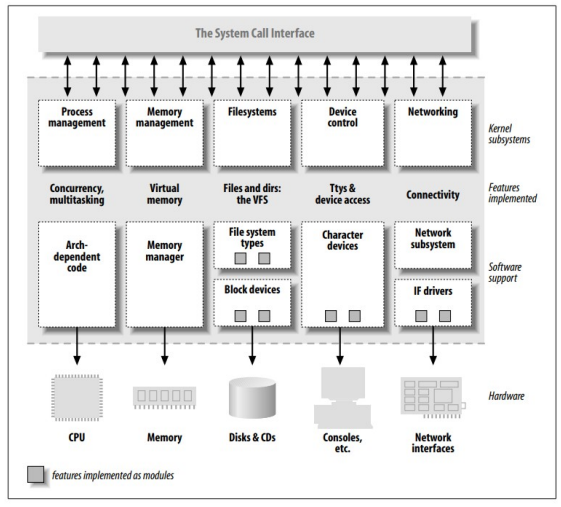 The System Call Interface
Process
management
Memory
management
Filesystems
Device
control
Networking
Kernel
subsystems
Concurrency,
multitasking
Virtual
memory
Files and dirs:
the VFS
Ttys &
device access
Connectivity
Features
implemented
Arch-
dependent
code
Memory
manager
File system
types
Character
devices
Network
subsystem
Software
support
Block devices
IF drivers
Hardware
CPU
Memory
Disks & CDs
Consoles,
etc.
Network
interfaces
features implemented as modules